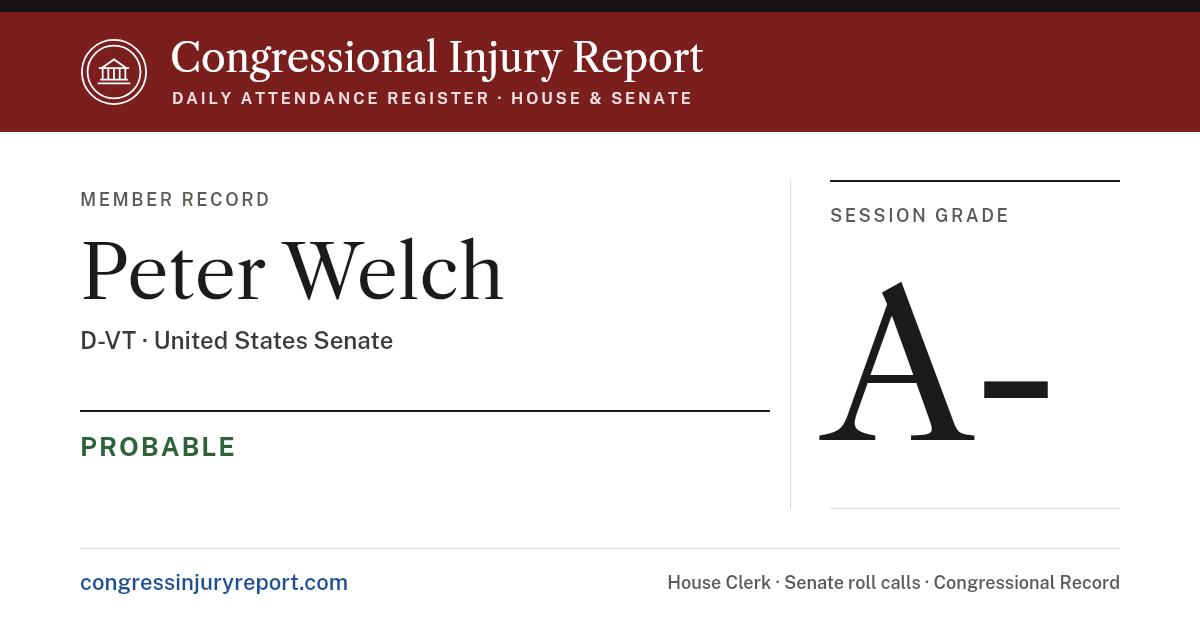 Congressional Injury Report
DAILY ATTENDANCE REGISTER · HOUSE & SENATE
MEMBER RECORD
Peter Welch
D-VT · United States Senate
PROBABLE
SESSION GRADE
A-
congressinjuryreport.com
House Clerk · Senate roll calls · Congressional Record